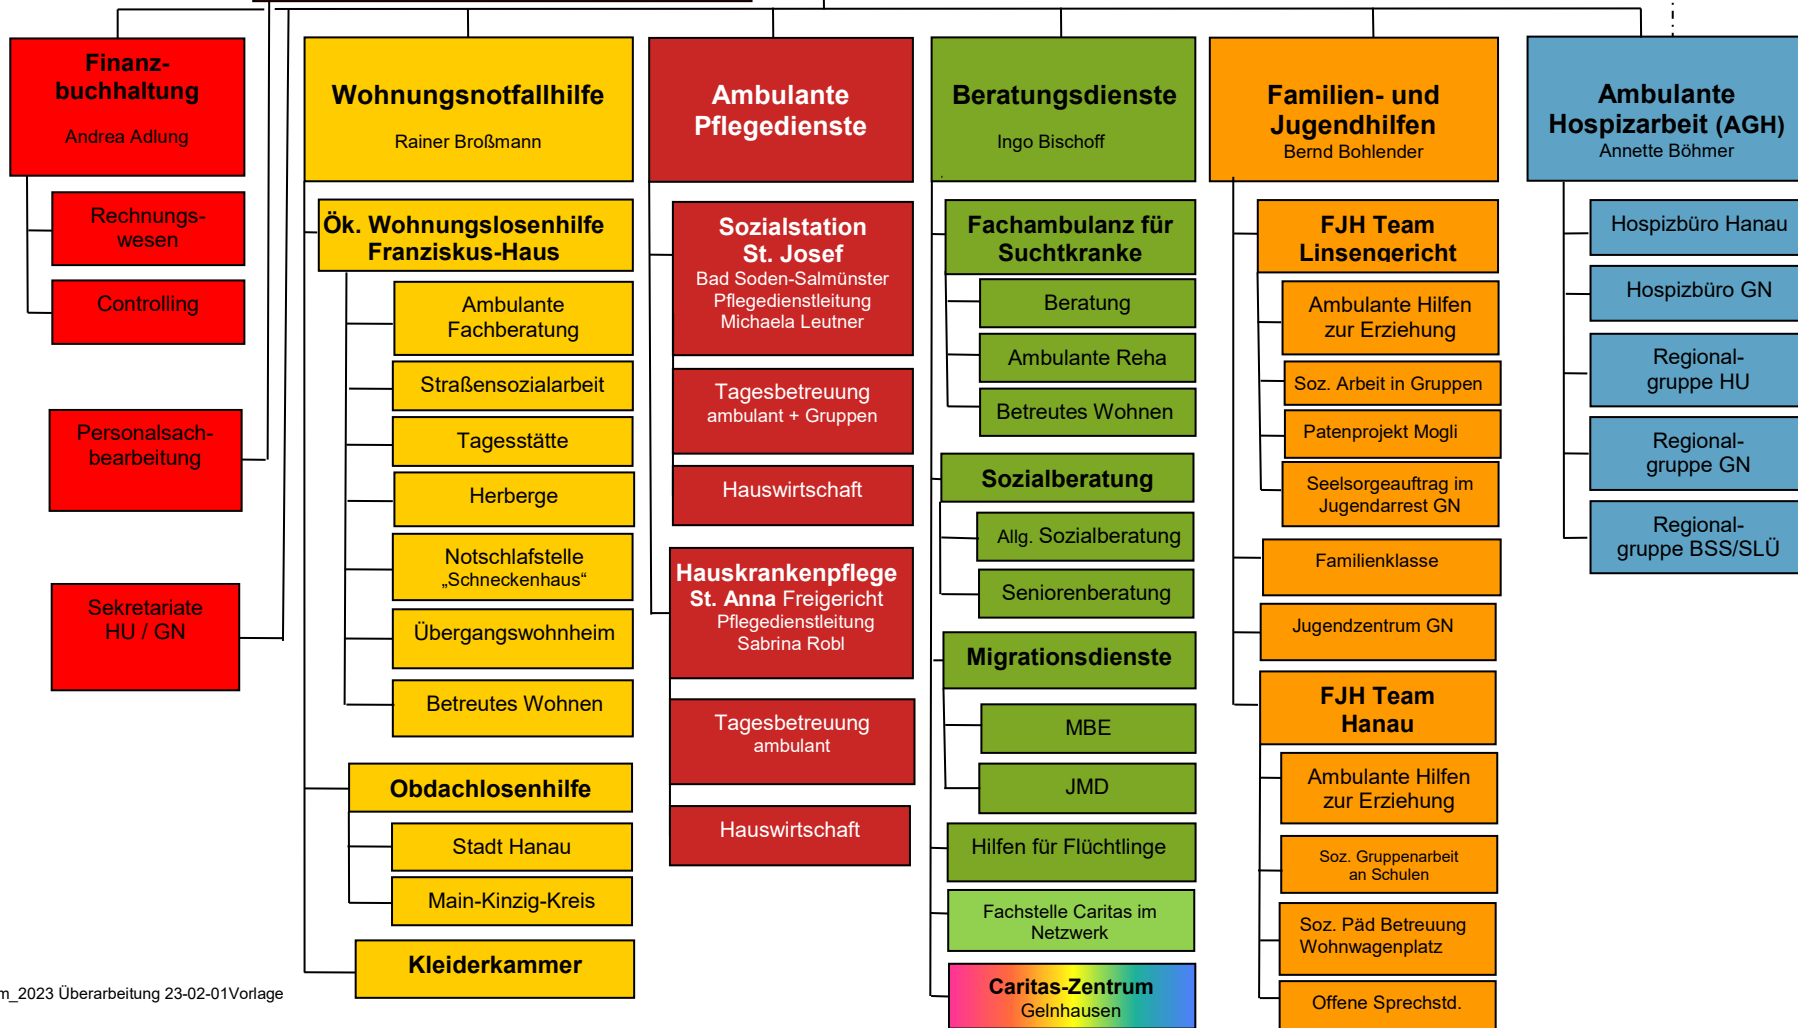 Finanz-
buchhaltung
Andrea Adlung
Rechnungs-
wesen
Controlling
Personalsach-
bearbeitung
Sekretariate
HU / GN
Wohnungsnotfallhilfe
Rainer Broßmann
Ök. Wohnungslosenhilfe
Franziskus-Haus
Ambulante
Fachberatung
Straßensozialarbeit
Tagesstätte
Herberge
Notschlafstelle
„Schneckenhaus“
Übergangswohnheim
Betreutes Wohnen
Obdachlosenhilfe
Stadt Hanau
Main-Kinzig-Kreis
Kleiderkammer
Ambulante
Pflegedienste
Sozialstation
St. Josef
Bad Soden-Salmünster
Pflegedienstleitung
Michaela Leutner
Tagesbetreuung
ambulant + Gruppen
Hauswirtschaft
Hauskrankenpflege
St. Anna Freigericht
Pflegedienstleitung
Sabrina Robl
Tagesbetreuung
ambulant
Hauswirtschaft
Beratungsdienste
Ingo Bischoff
Fachambulanz für
Suchtkranke
Beratung
Ambulante Reha
Betreutes Wohnen
Sozialberatung
Allg. Sozialberatung
Seniorenberatung
Migrationsdienste
MBE
JMD
Hilfen für Flüchtlinge
Fachstelle Caritas im
Netzwerk
Caritas-Zentrum
Gelnhausen
Familien- und
Jugendhilfen
Bernd Bohlender
FJH Team
Linsengericht
Ambulante Hilfen
zur Erziehung
Soz. Arbeit in Gruppen
Patenprojekt Mogli
Seelsorgeauftrag im
Jugendarrest GN
Familienklasse
Jugendzentrum GN
FJH Team
Hanau
Ambulante Hilfen
zur Erziehung
Soz. Gruppenarbeit
an Schulen
Soz. Päd Betreuung
Wohnwagenplatz
Offene Sprechstd.
Ambulante
Hospizarbeit (AGH)
Annette Böhmer
Hospizbüro Hanau
Hospizbüro GN
Regional-
gruppe HU
Regional-
gruppe GN
Regional-
gruppe BSS/SLÜ
m_2023 Überarbeitung 23-02-01Vorlage